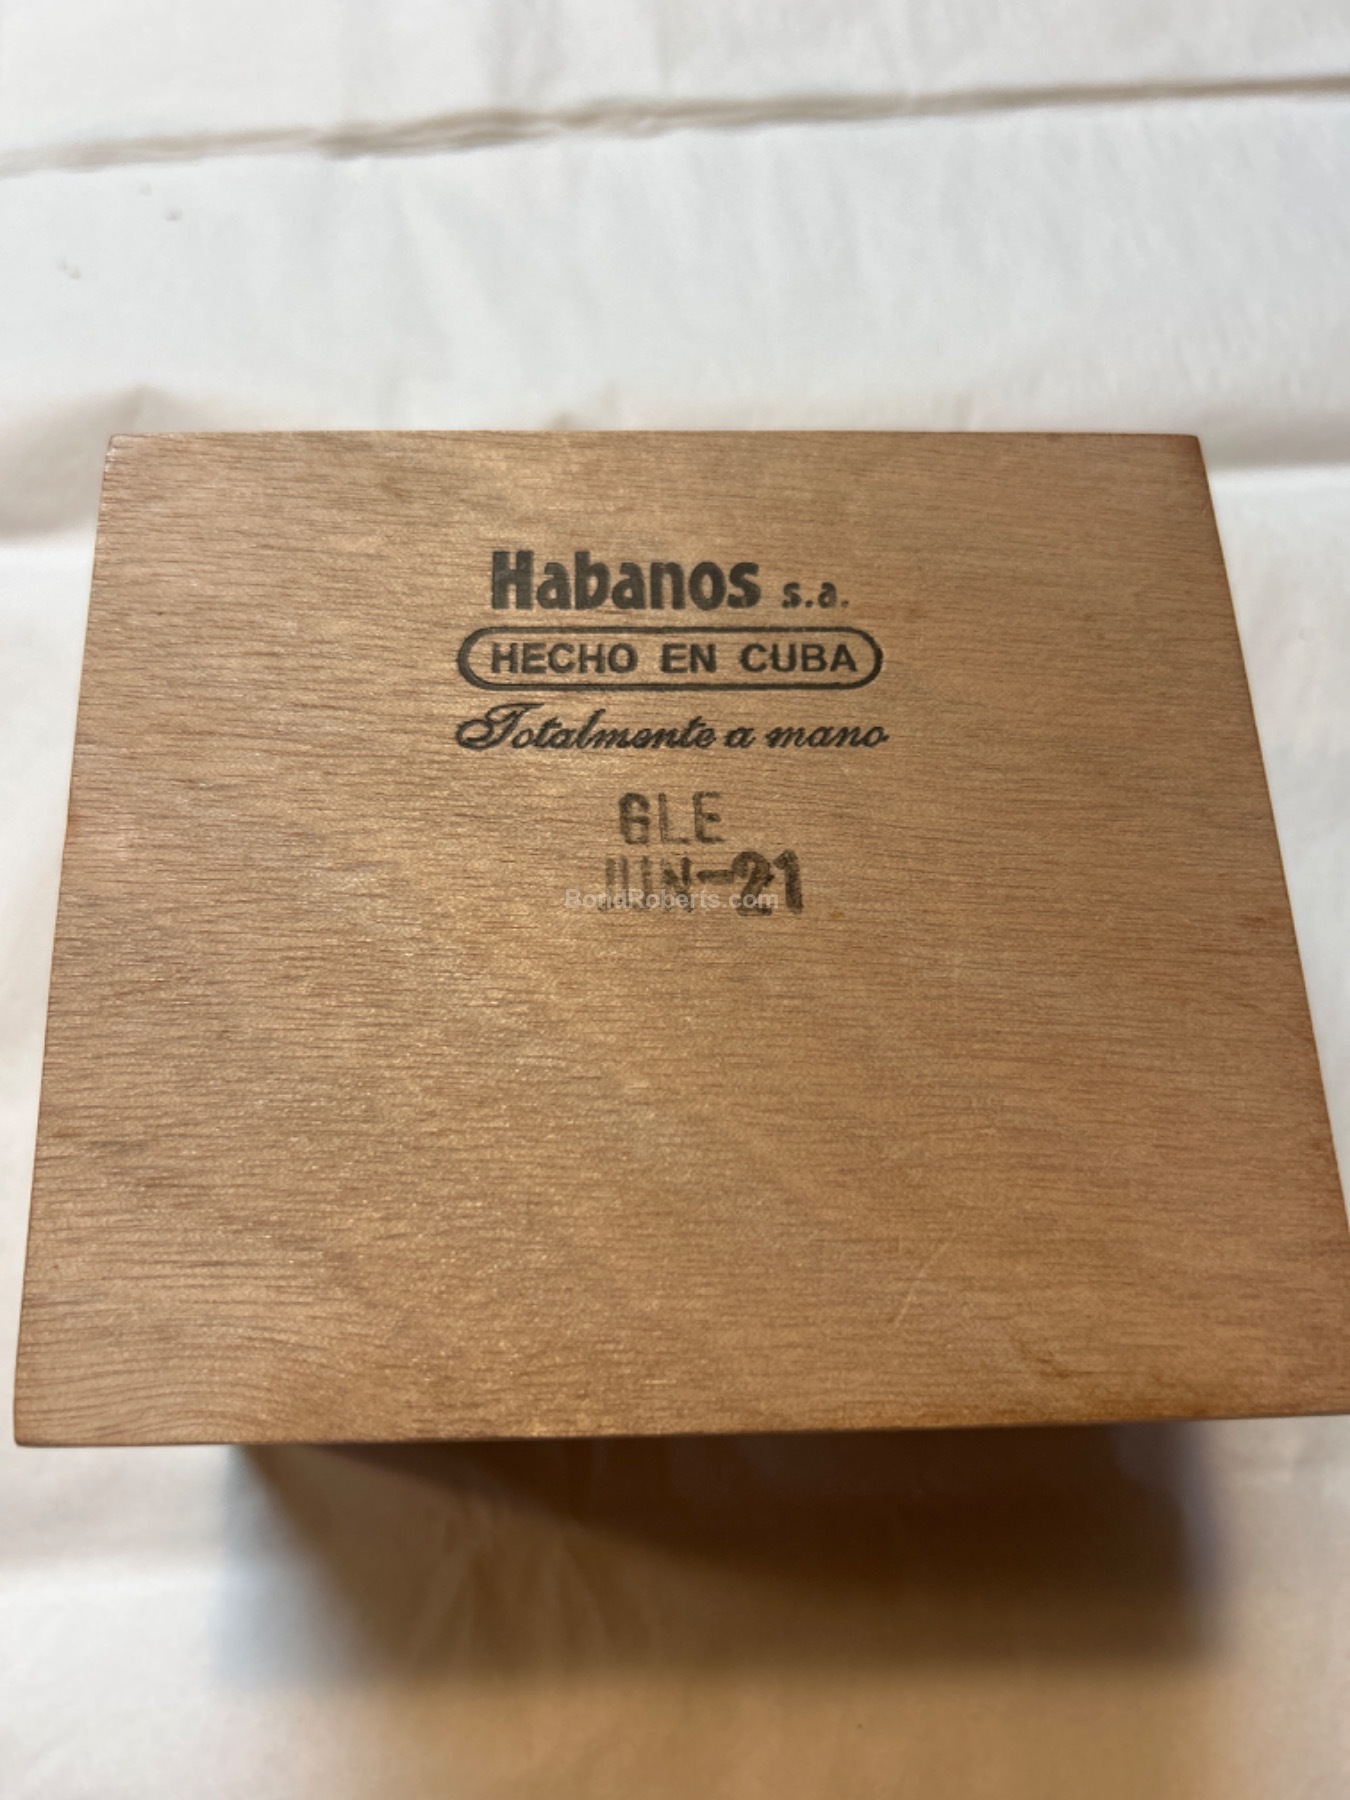 Habanos s.a.
HECHO EN CUBA
Totalmente a mano
GLE
JUN-21
BondRoberts.com